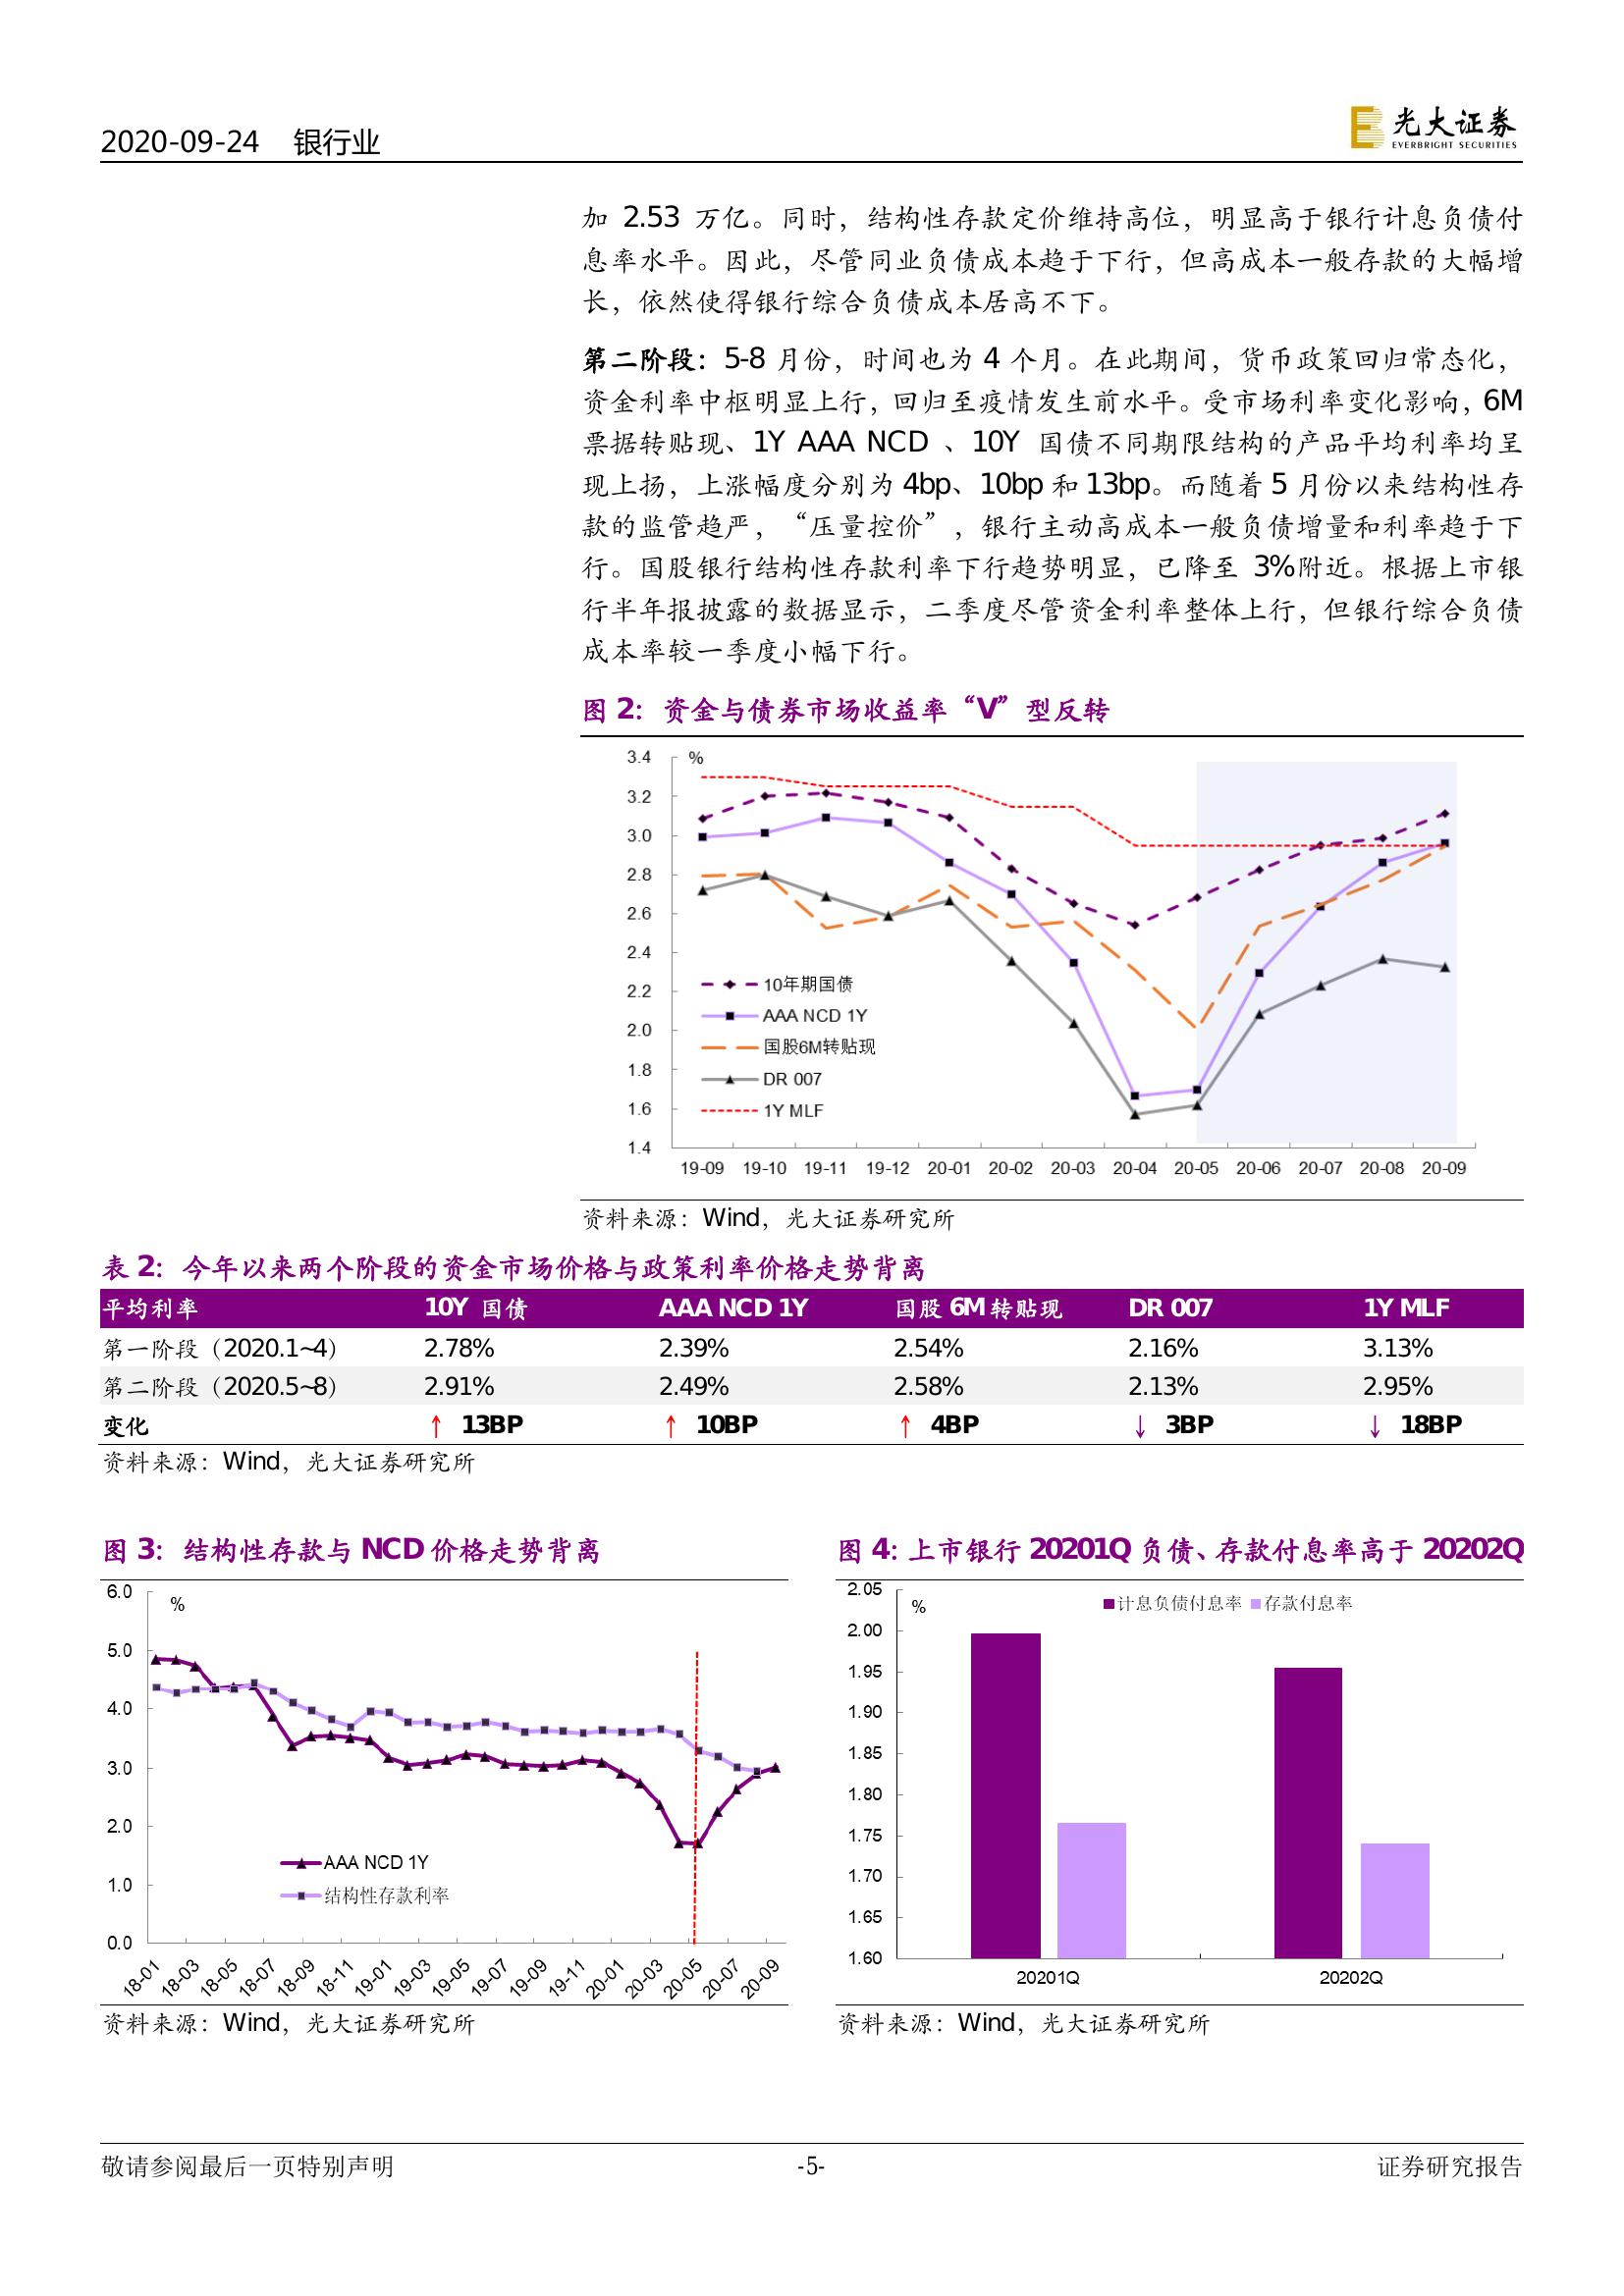 2020-09-24 银行业
光大证券
EVERBRIGHT SECURITIES
加 2.53 万亿。同时，结构性存款定价维持高位，明显高于银行计息负债付
息率水平。因此，尽管同业负债成本趋于下行，但高成本一般存款的大幅增
长，依然使得银行综合负债成本居高不下。
第二阶段：5-8 月份，时间也为 4 个月。在此期间，货币政策回归常态化，
资金利率中枢明显上行，回归至疫情发生前水平。受市场利率变化影响，6M
票据转贴现、1Y AAA NCD 、10Y 国债不同期限结构的产品平均利率均呈
现上扬，上涨幅度分别为 4bp、10bp 和 13bp。而随着 5 月份以来结构性存
款的监管趋严，“压量控价”，银行主动高成本一般负债增量和利率趋于下
行。国股银行结构性存款利率下行趋势明显，已降至 3%附近。根据上市银
行半年报披露的数据显示，二季度尽管资金利率整体上行，但银行综合负债
成本率较一季度小幅下行。
图 2：资金与债券市场收益率“V”型反转
%
3.4
3.2
3.0
2.8
2.6
2.4
2.2
2.0
1.8
1.6
1.4
10年期国债
AAA NCD 1Y
国股6M转贴现
DR 007
1Y MLF
19-09 19-10 19-11 19-12 20-01 20-02 20-03 20-04 20-05 20-06 20-07 20-08 20-09
资料来源：Wind，光大证券研究所
表 2：今年以来两个阶段的资金市场价格与政策利率价格走势背离
平均利率 10Y 国债 AAA NCD 1Y 国股 6M 转贴现 DR 007 1Y MLF
第一阶段（2020.1~4） 2.78% 2.39% 2.54% 2.16% 3.13%
第二阶段（2020.5~8） 2.91% 2.49% 2.58% 2.13% 2.95%
变化 ↑ 13BP ↑ 10BP ↑ 4BP ↓ 3BP ↓ 18BP
资料来源：Wind，光大证券研究所
图 3：结构性存款与 NCD 价格走势背离
%
6.0
5.0
4.0
3.0
2.0
1.0
0.0
AAA NCD 1Y
结构性存款利率
18-01 18-03 18-05 18-07 18-09 18-11 19-01 19-03 19-05 19-07 19-09 19-11 20-01 20-03 20-05 20-07 20-09
资料来源：Wind，光大证券研究所
图 4：上市银行 20201Q 负债、存款付息率高于 20202Q
%
计息负债付息率 存款付息率
2.05
2.00
1.95
1.90
1.85
1.80
1.75
1.70
1.65
1.60
20201Q 20202Q
资料来源：Wind，光大证券研究所
敬请参阅最后一页特别声明 -5- 证券研究报告